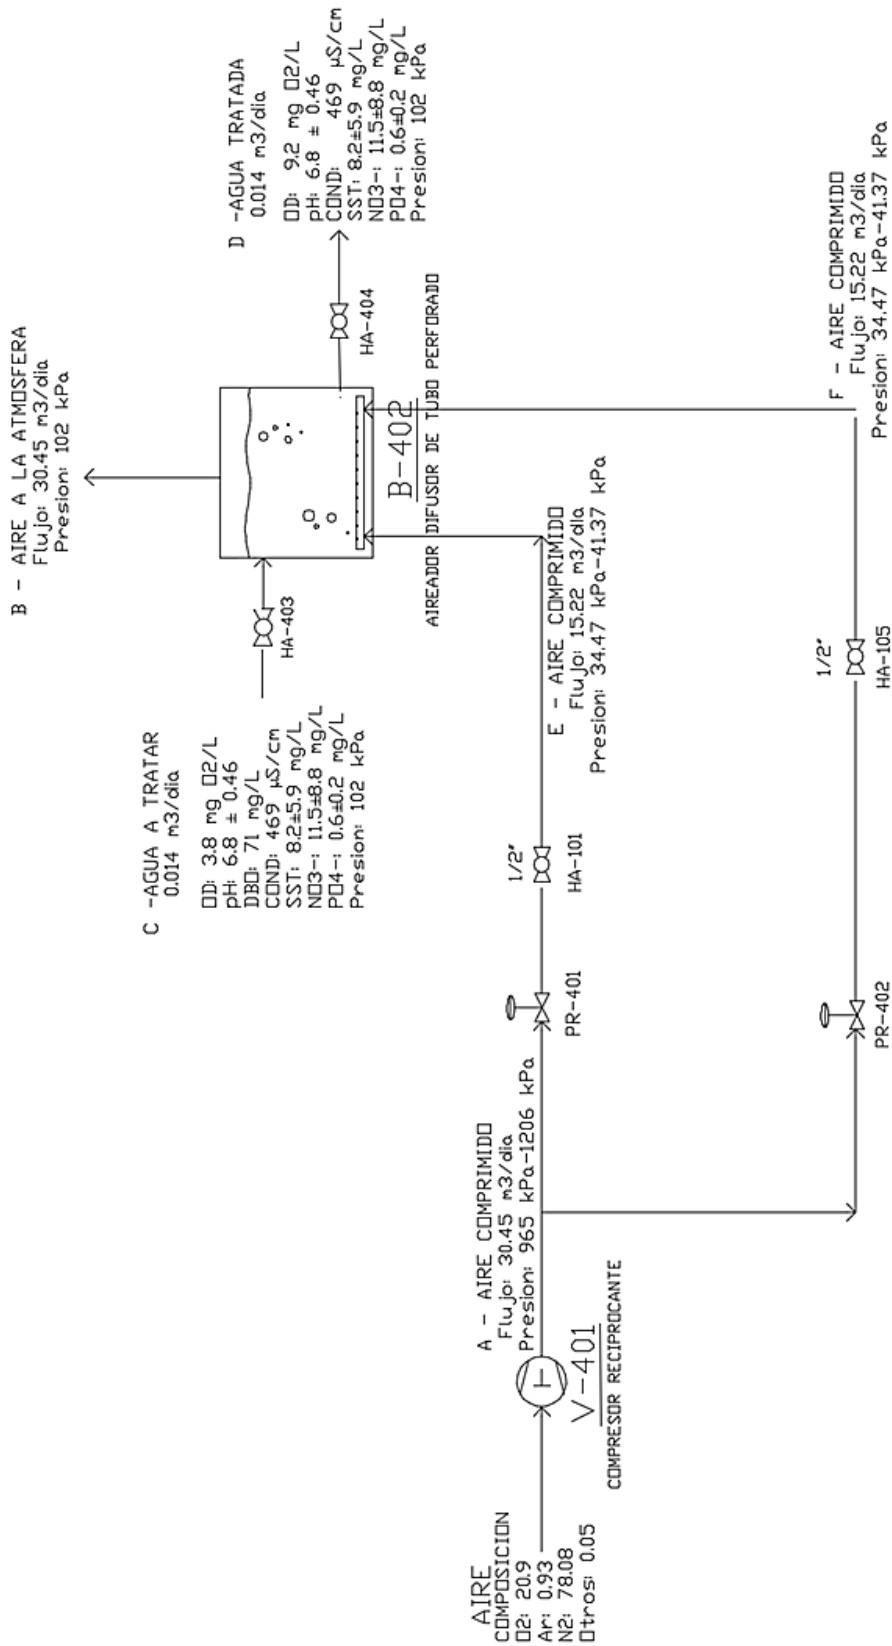 AIRE
COMPOSICION
O2: 20.9
Ar: 0.93
N2: 78.08
Otros: 0.05
V-401
COMPRESOR RECIPROCANTE
A - AIRE COMPRIMIDO
Flujo: 30.45 m3/dia
Presion: 965 kPa-1206 kPa
PR-401
1/2"
HA-101
E - AIRE COMPRIMIDO
Flujo: 15.22 m3/dia
Presion: 34.47 kPa-41.37 kPa
PR-402
1/2"
HA-105
F - AIRE COMPRIMIDO
Flujo: 15.22 m3/dia
Presion: 34.47 kPa-41.37 kPa
C -AGUA A TRATAR
0.014 m3/dia
OD: 3.8 mg O2/L
pH: 6.8 ± 0.46
DBO: 71 mg/L
COND: 469 µS/cm
SST: 8.2±5.9 mg/L
NO3-: 11.5±8.8 mg/L
PO4-: 0.6±0.2 mg/L
Presion: 102 kPa
HA-403
B - AIRE A LA ATMOSFERA
Flujo: 30.45 m3/dia
Presion: 102 kPa
B-402
AIREADOR DIFUSOR DE TUBO PERFORADO
HA-404
D -AGUA TRATADA
0.014 m3/dia
OD: 9.2 mg O2/L
pH: 6.8 ± 0.46
COND: 469 µS/cm
SST: 8.2±5.9 mg/L
NO3-: 11.5±8.8 mg/L
PO4-: 0.6±0.2 mg/L
Presion: 102 kPa